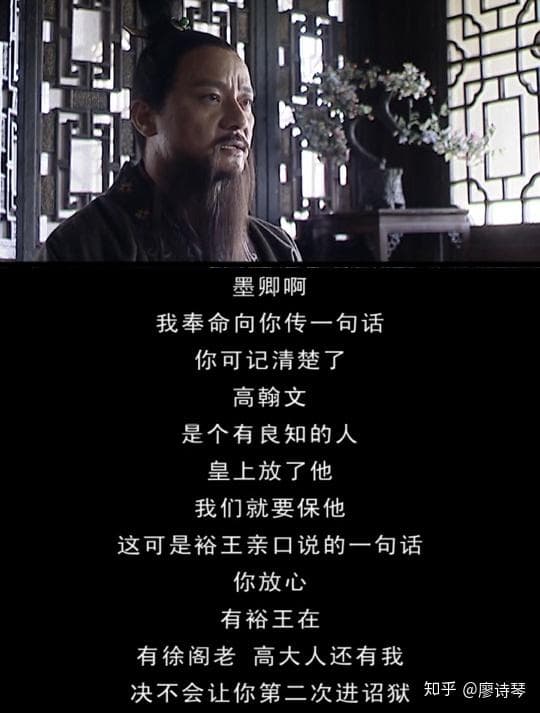 墨卿啊
我奉命向你传一句话
你可记清楚了
高翰文
是个有良知的人
皇上放了他
我们就要保他
这可是裕王亲口说的一句话
你放心
有裕王在
有徐阁老 高大人还有我
决不会让你第二次进诏狱
知乎 @廖诗琴